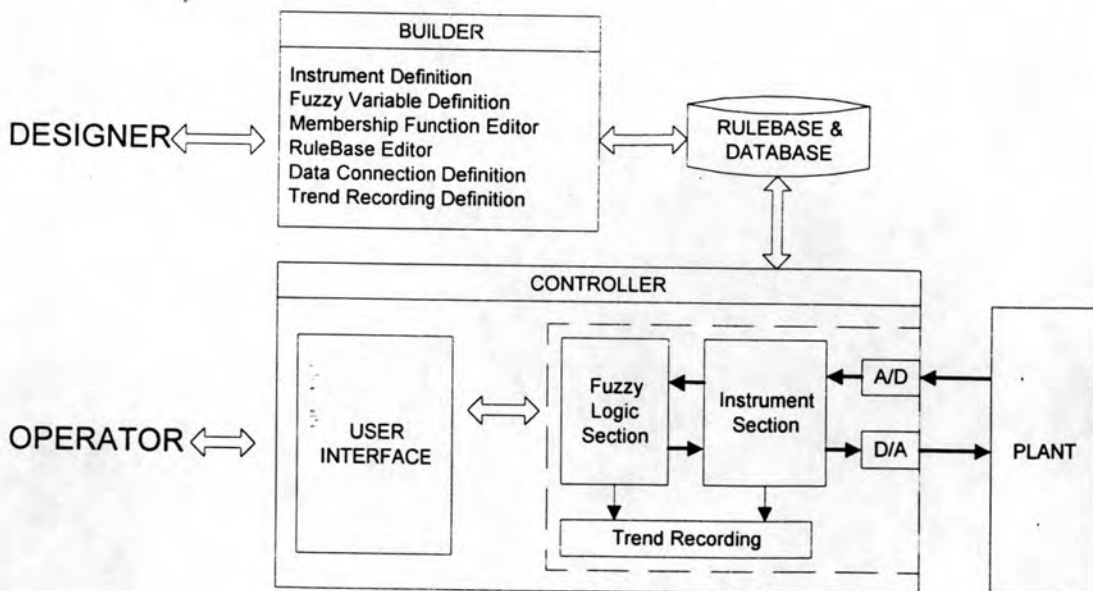 BUILDER
Instrument Definition
Fuzzy Variable Definition
Membership Function Editor
RuleBase Editor
Data Connection Definition
Trend Recording Definition
DESIGNER
RULEBASE &
DATABASE
CONTROLLER
OPERATOR
USER
INTERFACE
Fuzzy
Logic
Section
Instrument
Section
A/D
D/A
Trend Recording
PLANT